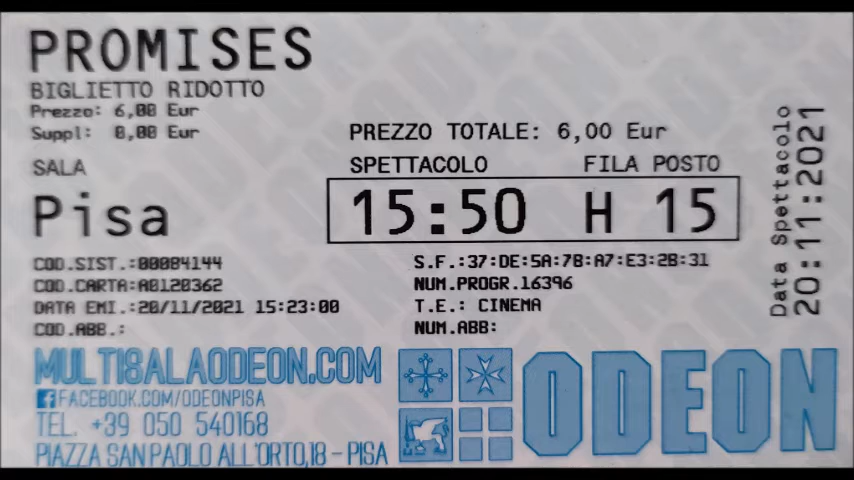 PROMISES
BIGLIETTO RIDOTTO
Prezzo: 6,00 Eur
Suppl: 0,00 Eur
PREZZO TOTALE: 6,00 Eur
SALA
SPETTACOLO FILA POSTO
Pisa
15:50 H 15
Data Spettacolo
20:11:2021
COD.SIST.:00084144
COD.CARTA:A0120362
DATA EMI.:20/11/2021 15:23:00
COD.ABB.:
S.F.:37:DE:5A:7B:A7:E3:2B:31
NUM.PROGR.16396
T.E.: CINEMA
NUM.ABB:
MULTISALAODEON.COM
FACEBOOK.COM/ODEONPISA
TEL. +39 050 540168
PIAZZA SAN PAOLO ALL'ORTO,18 - PISA
ODEON